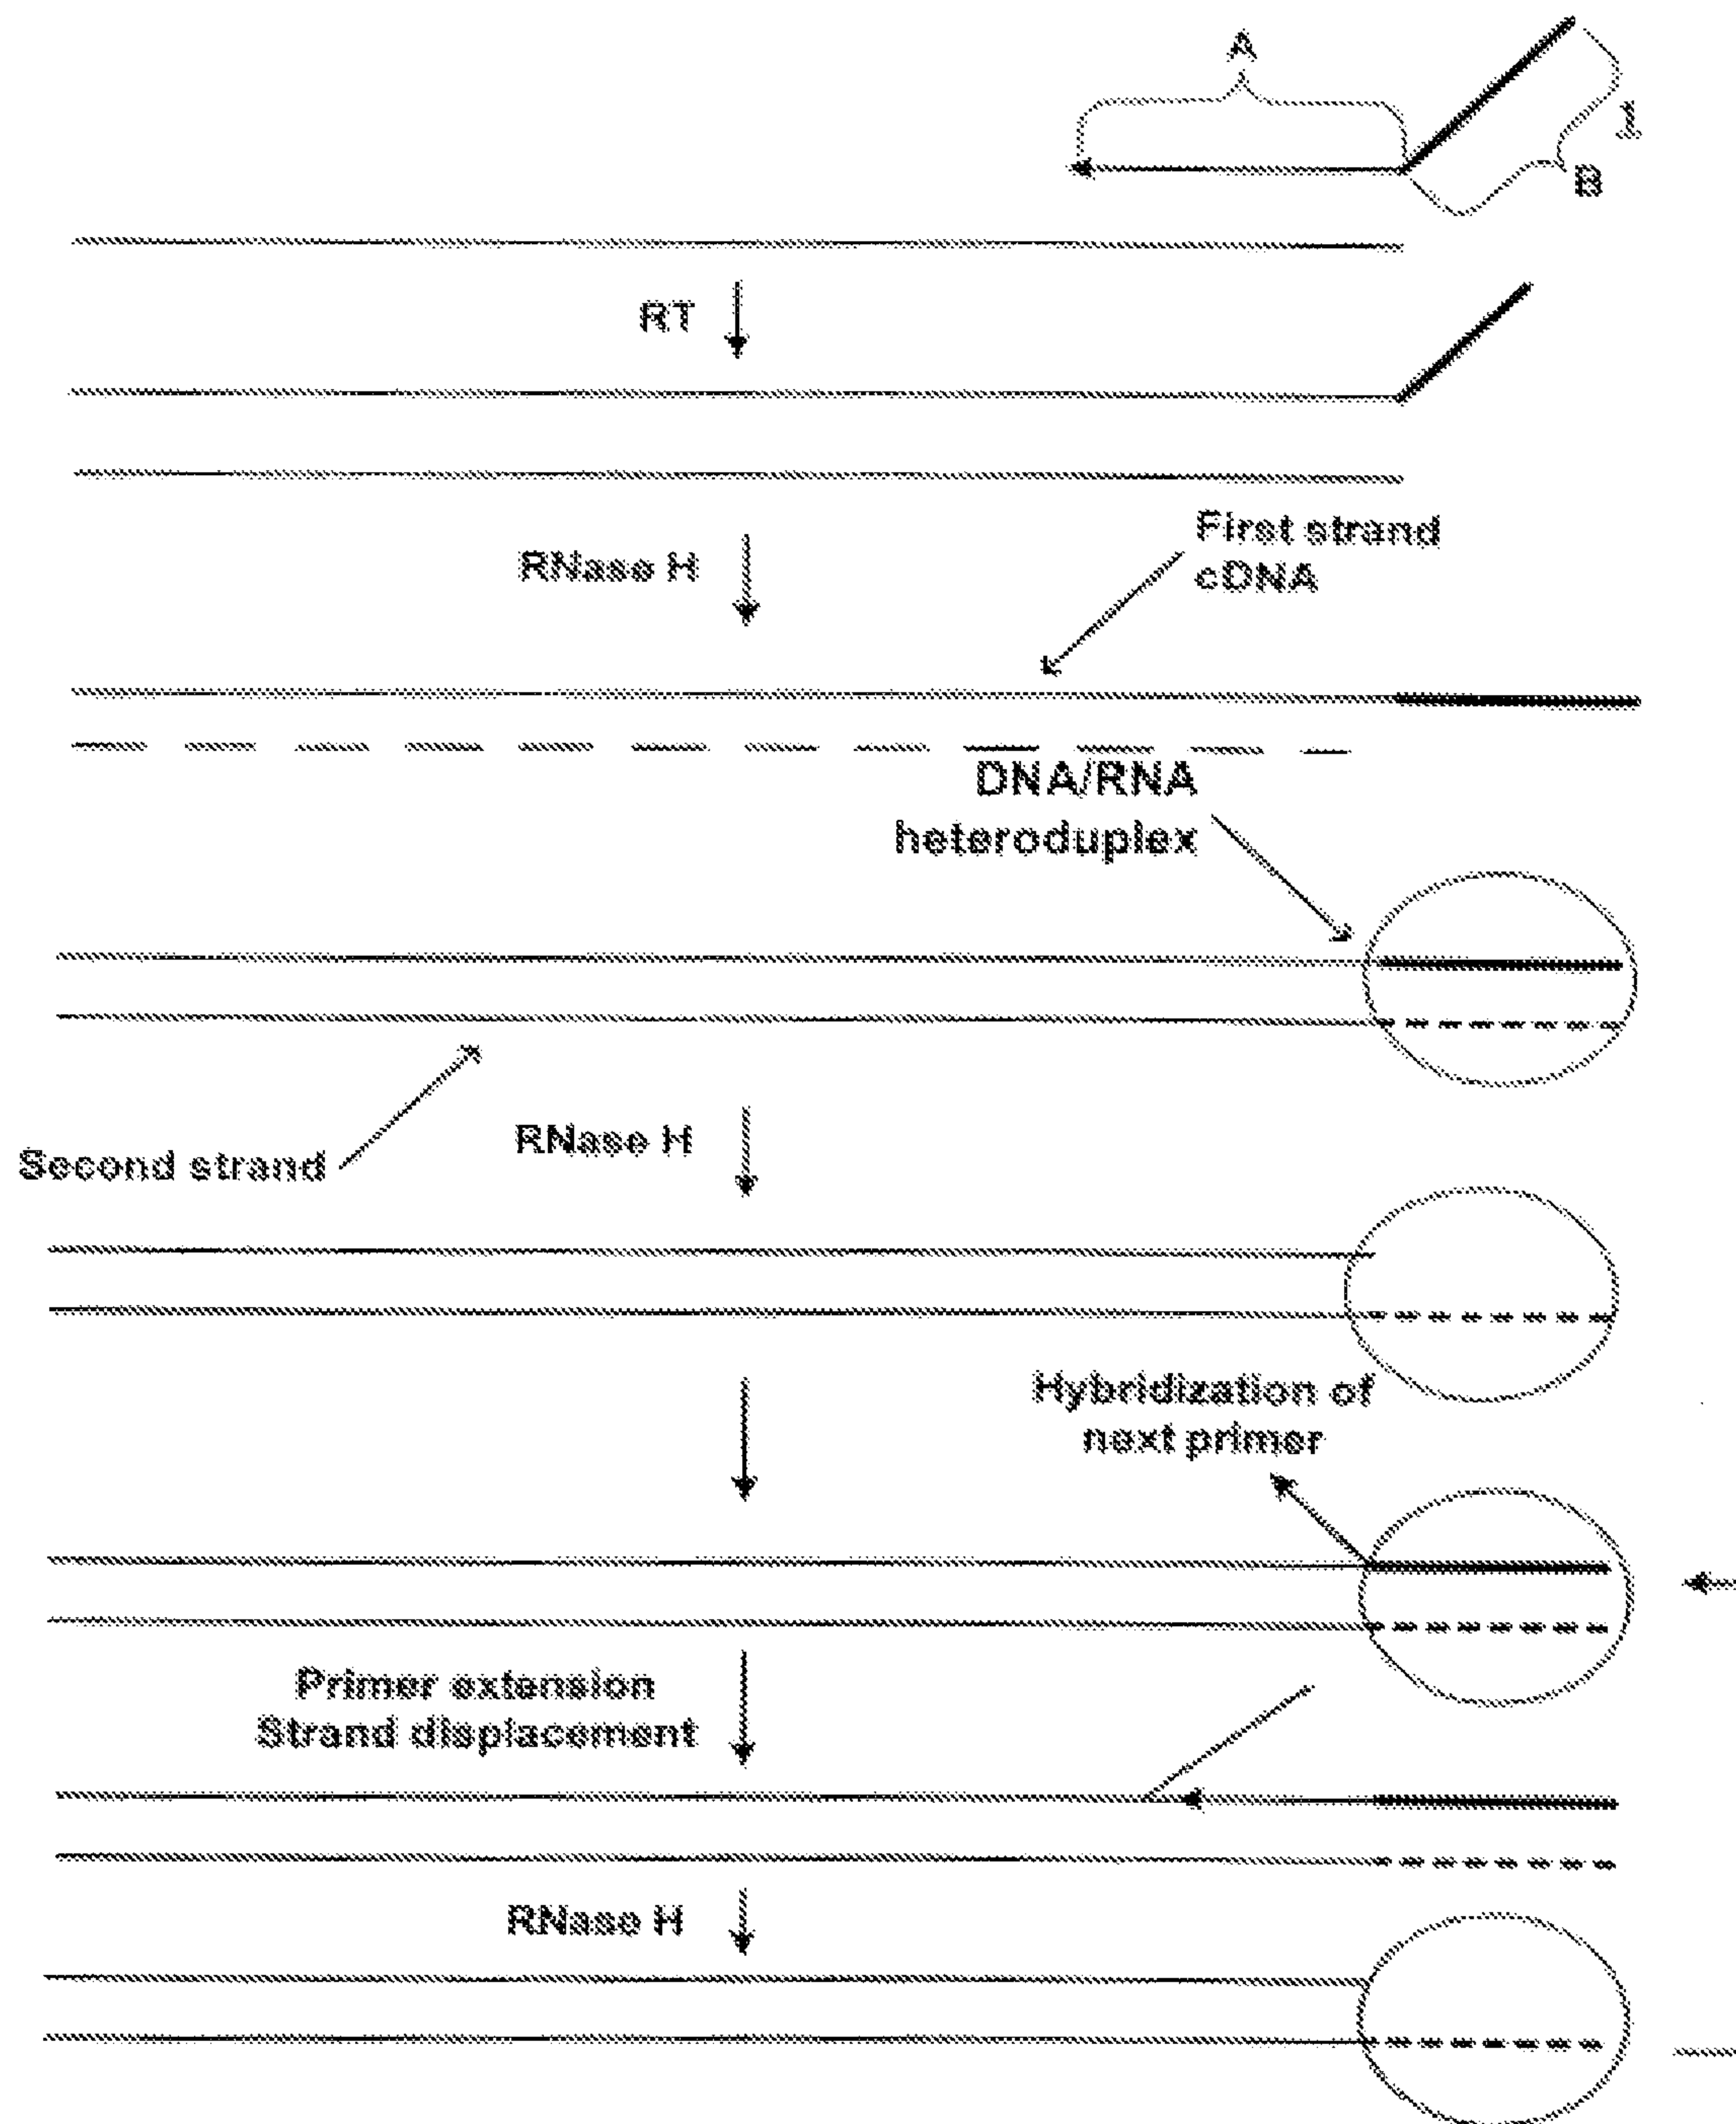 A
1
B
RT
First strand
cDNA
RNase H
DNA/RNA
heteroduplex
RNase H
Second strand
Hybridization of
next primer
Primer extension
Strand displacement
RNase H